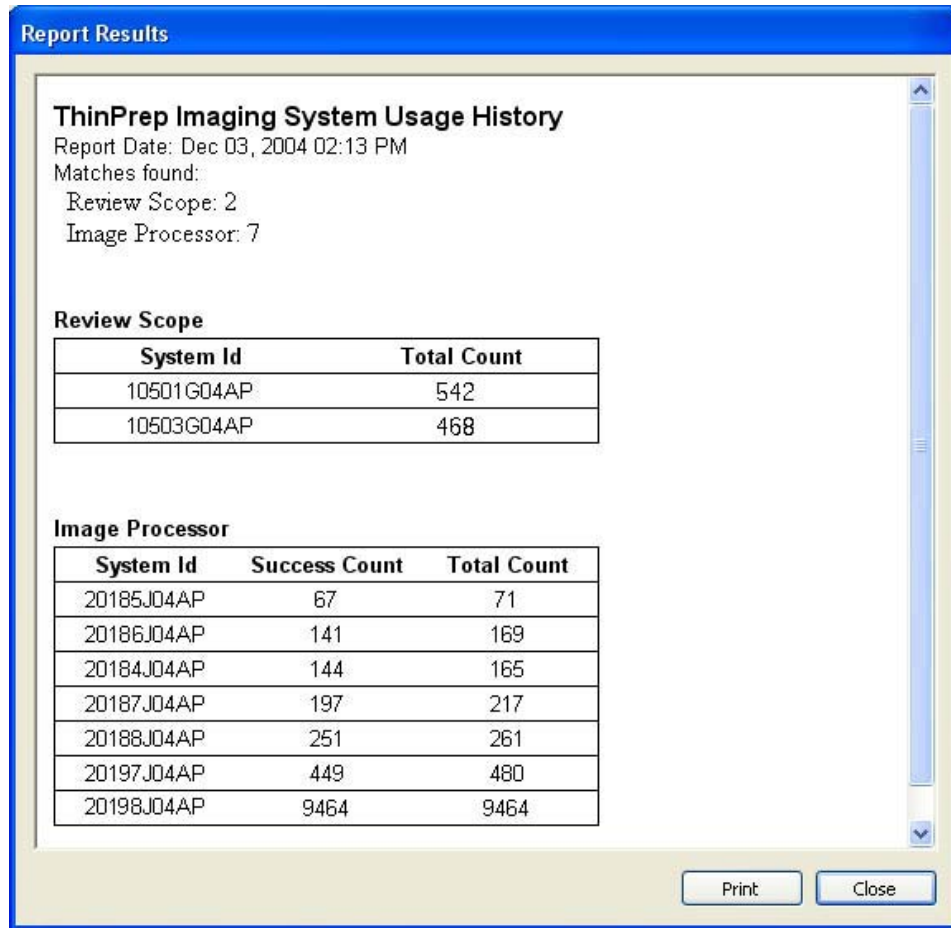 Report Results
ThinPrep Imaging System Usage History
Report Date: Dec 03, 2004 02:13 PM
Matches found:
Review Scope: 2
Image Processor: 7
Review Scope
System Id Total Count
10501G04AP 542
10503G04AP 468
Image Processor
System Id Success Count Total Count
20185J04AP 67 71
20186J04AP 141 169
20184J04AP 144 165
20187J04AP 197 217
20188J04AP 251 261
20197J04AP 449 480
20198J04AP 9464 9464
Print Close